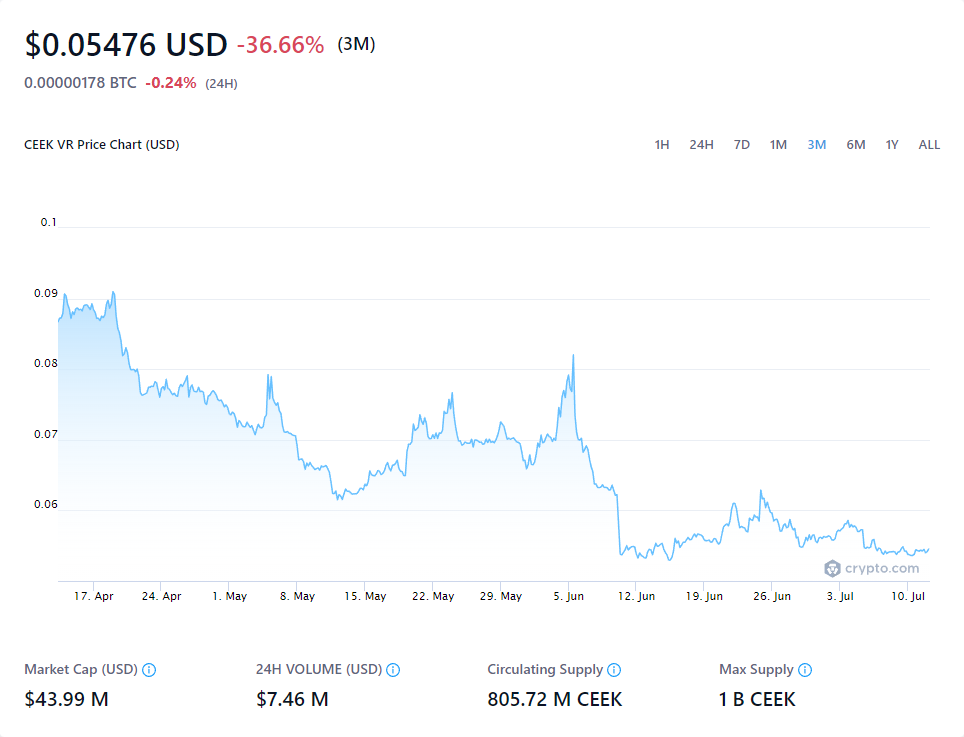 $0.05476 USD -36.66% (3M)
0.00000178 BTC -0.24% (24H)
CEEK VR Price Chart (USD) 1H 24H 7D 1M 3M 6M 1Y ALL
0.1
0.09
0.08
0.07
0.06
crypto.com
17. Apr 24. Apr 1. May 8. May 15. May 22. May 29. May 5. Jun 12. Jun 19. Jun 26. Jun 3. Jul 10. Jul
Market Cap (USD) 24H VOLUME (USD) Circulating Supply Max Supply
$43.99 M $7.46 M 805.72 M CEEK 1 B CEEK